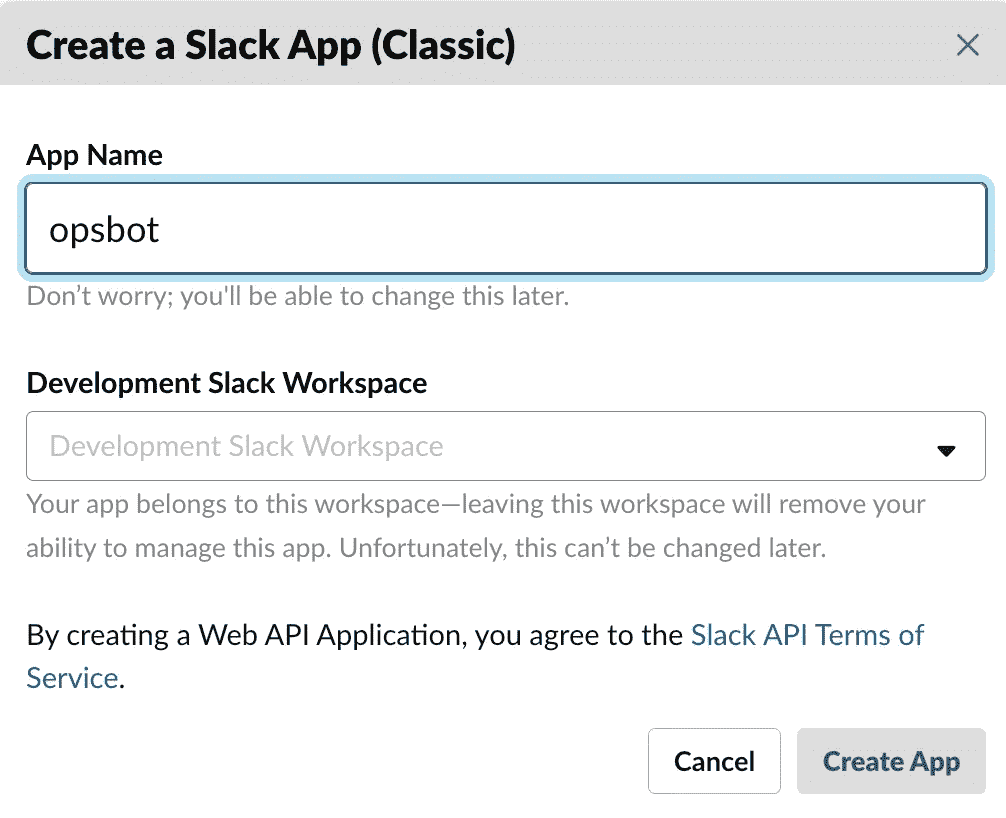 Create a Slack App (Classic)
App Name
opsbot
Don’t worry; you'll be able to change this later.
Development Slack Workspace
Development Slack Workspace
Your app belongs to this workspace—leaving this workspace will remove your
ability to manage this app. Unfortunately, this can’t be changed later.
By creating a Web API Application, you agree to the Slack API Terms of
Service.
Cancel
Create App